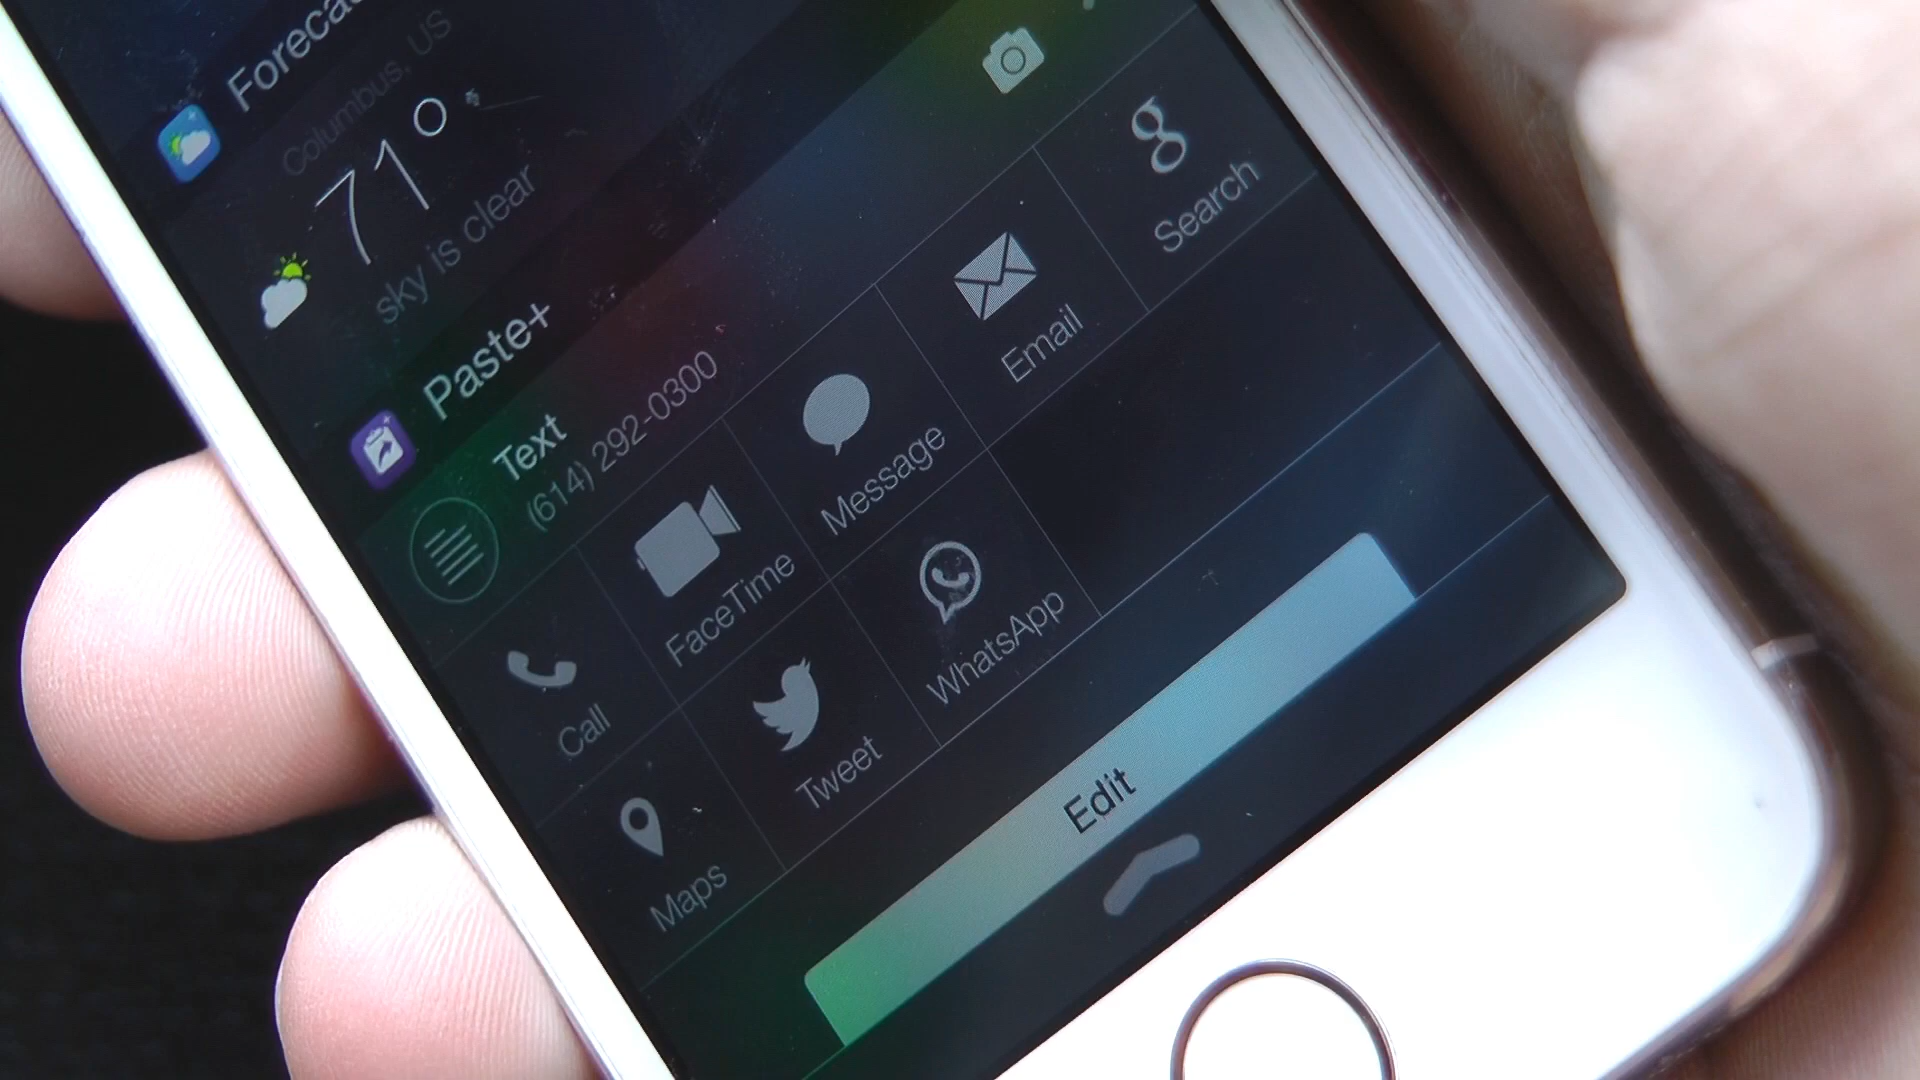 Foreca
Columbus, US
71°
sky is clear
Paste+
Text
(614) 292-0300
Call
FaceTime
Message
Email
g
Search
Maps
Tweet
WhatsApp
Edit